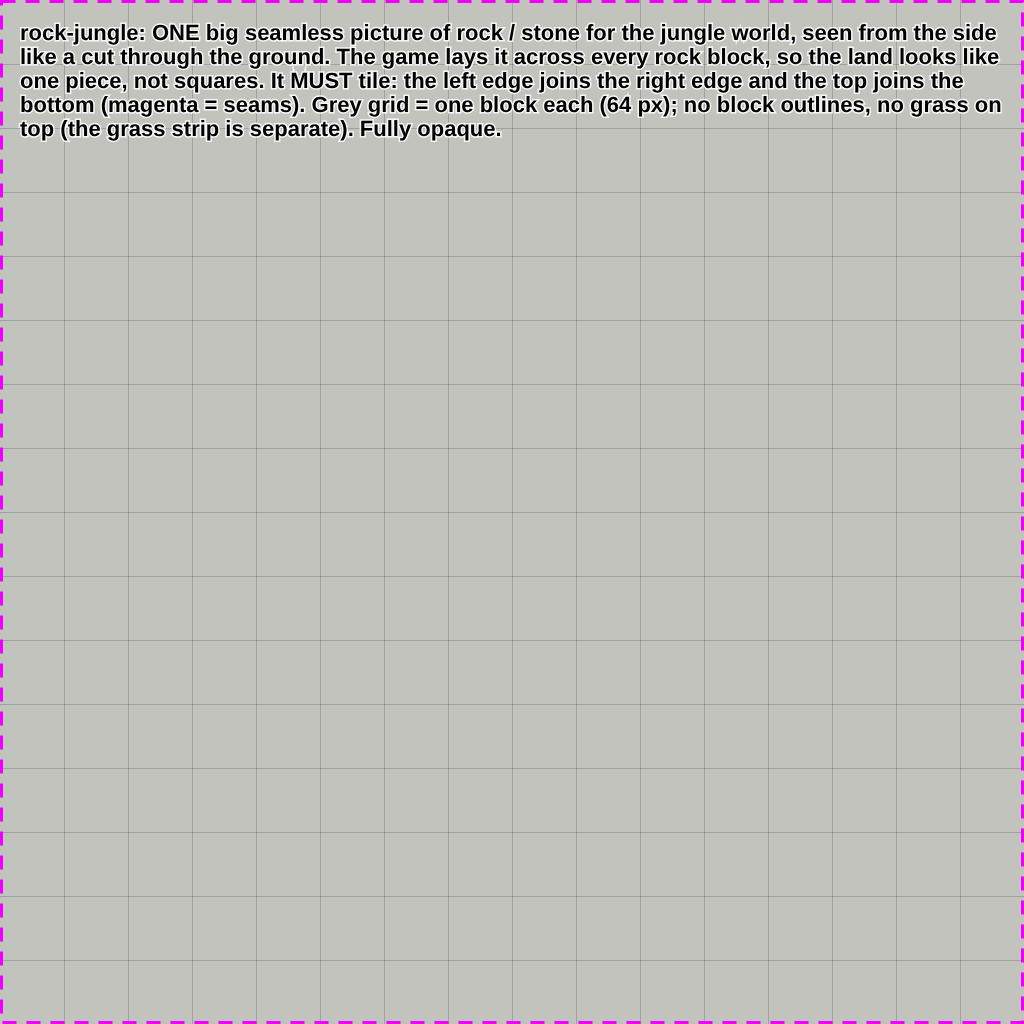 rock-jungle: ONE big seamless picture of rock / stone for the jungle world, seen from the side
like a cut through the ground. The game lays it across every rock block, so the land looks like
one piece, not squares. It MUST tile: the left edge joins the right edge and the top joins the
bottom (magenta = seams). Grey grid = one block each (64 px); no block outlines, no grass on
top (the grass strip is separate). Fully opaque.